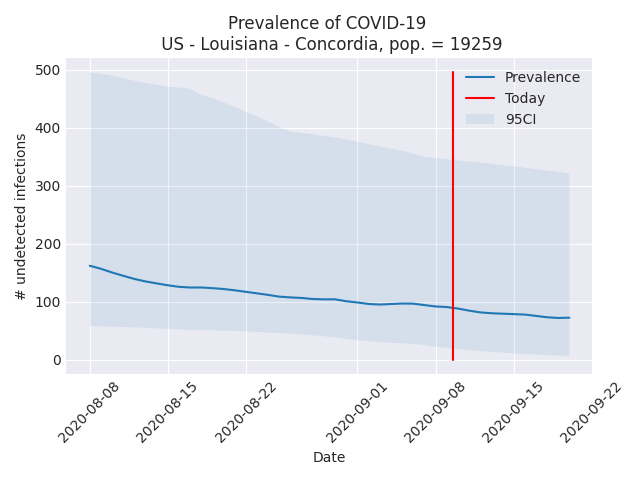 Prevalence of COVID-19
US - Louisiana - Concordia, pop. = 19259
# undetected infections
500
400
300
200
100
0
Prevalence
Today
95CI
2020-08-08
2020-08-15
2020-08-22
2020-09-01
2020-09-08
2020-09-15
2020-09-22
Date